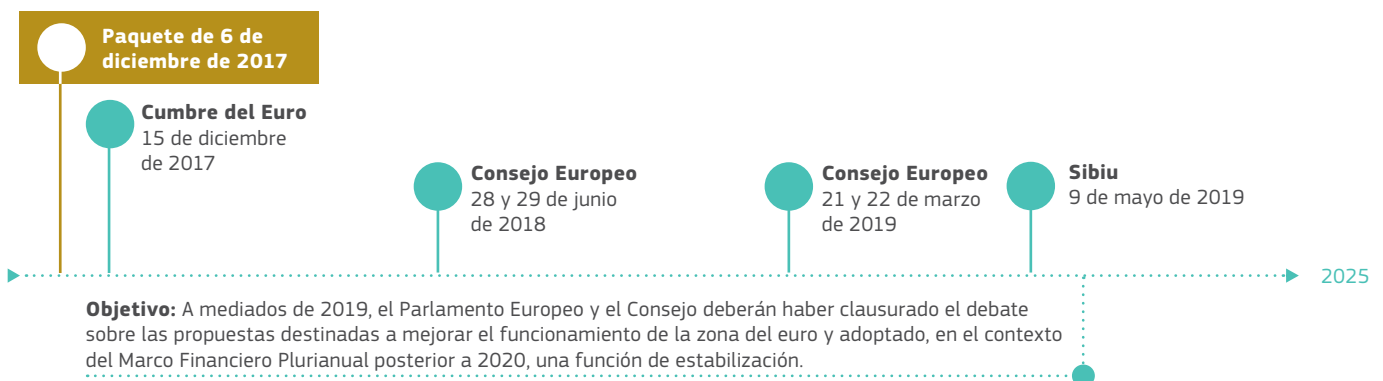 Paquete de 6 de
diciembre de 2017
Cumbre del Euro
15 de diciembre
de 2017
Consejo Europeo
28 y 29 de junio
de 2018
Consejo Europeo
21 y 22 de marzo
de 2019
Sibiu
9 de mayo de 2019
2025
Objetivo: A mediados de 2019, el Parlamento Europeo y el Consejo deberán haber clausurado el debate
sobre las propuestas destinadas a mejorar el funcionamiento de la zona del euro y adoptado, en el contexto
del Marco Financiero Plurianual posterior a 2020, una función de estabilización.